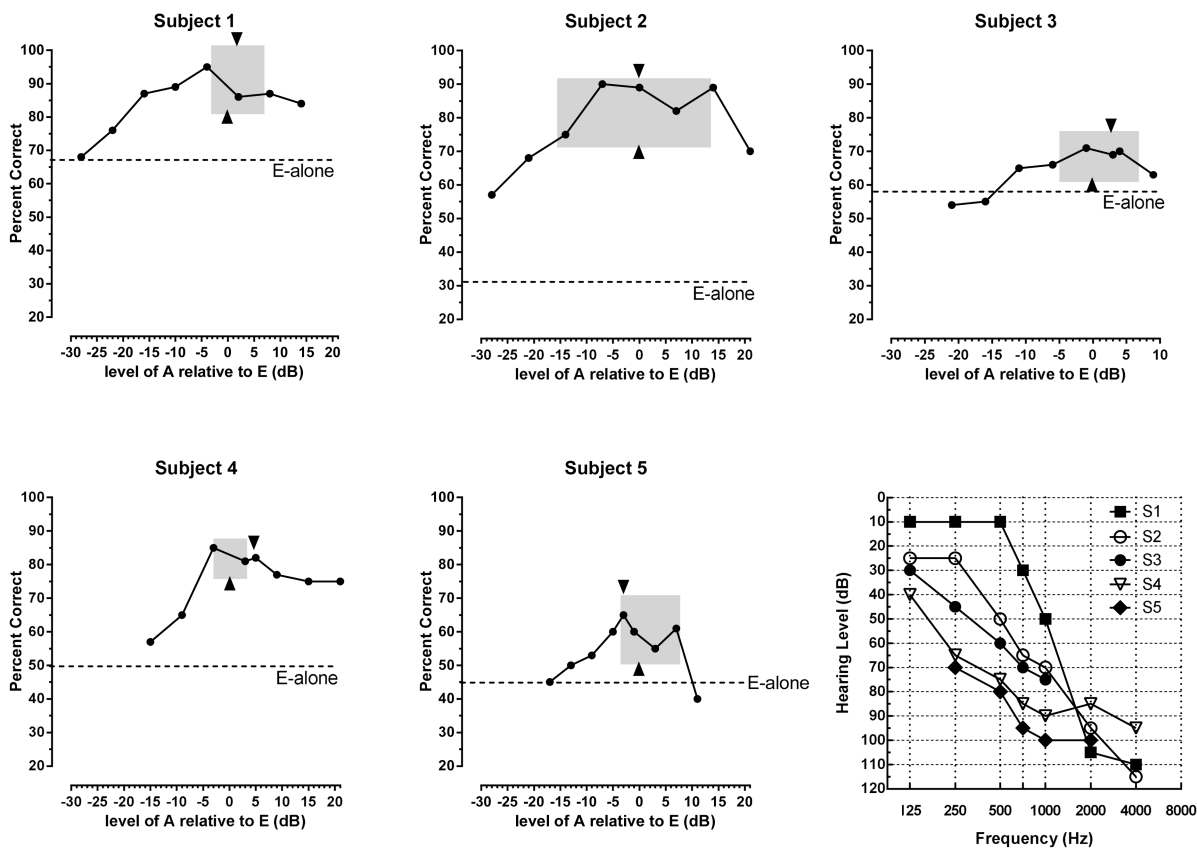 Subject 1
Percent Correct
100
90
80
70
60
50
40
30
20
E-alone
-30 -25 -20 -15 -10 -5 0 5 10 15 20
level of A relative to E (dB)
Subject 2
Percent Correct
100
90
80
70
60
50
40
30
20
E-alone
-30 -25 -20 -15 -10 -5 0 5 10 15 20
level of A relative to E (dB)
Subject 3
Percent Correct
100
90
80
70
60
50
40
30
20
E-alone
-30 -25 -20 -15 -10 -5 0 5 10
level of A relative to E (dB)
Subject 4
Percent Correct
100
90
80
70
60
50
40
30
20
E-alone
-30 -25 -20 -15 -10 -5 0 5 10 15 20
level of A relative to E (dB)
Subject 5
Percent Correct
100
90
80
70
60
50
40
30
20
E-alone
-30 -25 -20 -15 -10 -5 0 5 10 15 20
level of A relative to E (dB)
Hearing Level (dB)
0
10
20
30
40
50
60
70
80
90
100
110
120
S1
S2
S3
S4
S5
125 250 500 1000 2000 4000 8000
Frequency (Hz)